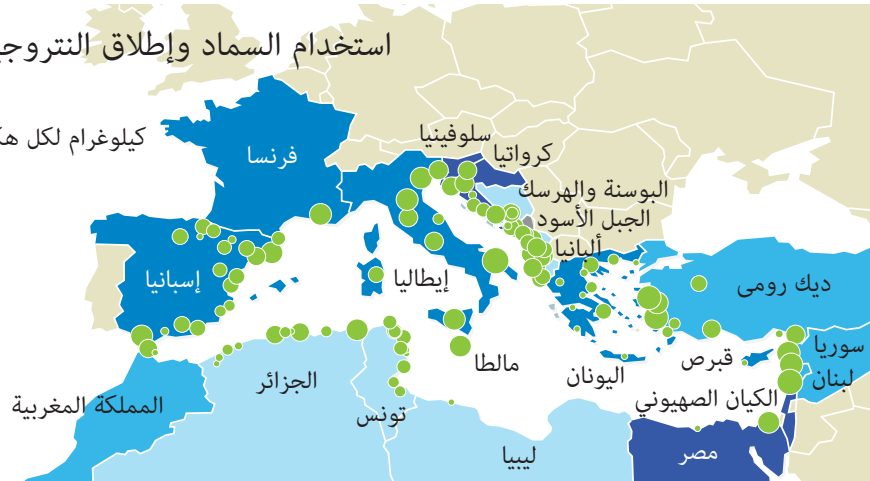 استخدام السماد وإطلاق النتروجي
كيلوغرام لكل هك
سلوفينيا
كرواتيا
فرنسا
البوسنة والهرسك
الجبل الأسود
ألبانيا
إسبانيا
إيطاليا
ديك رومى
سوريا
قبرص
مالطا
اليونان
لبنان
الجزائر
الكيان الصهيوني
المملكة المغربية
تونس
ليبيا
مصر